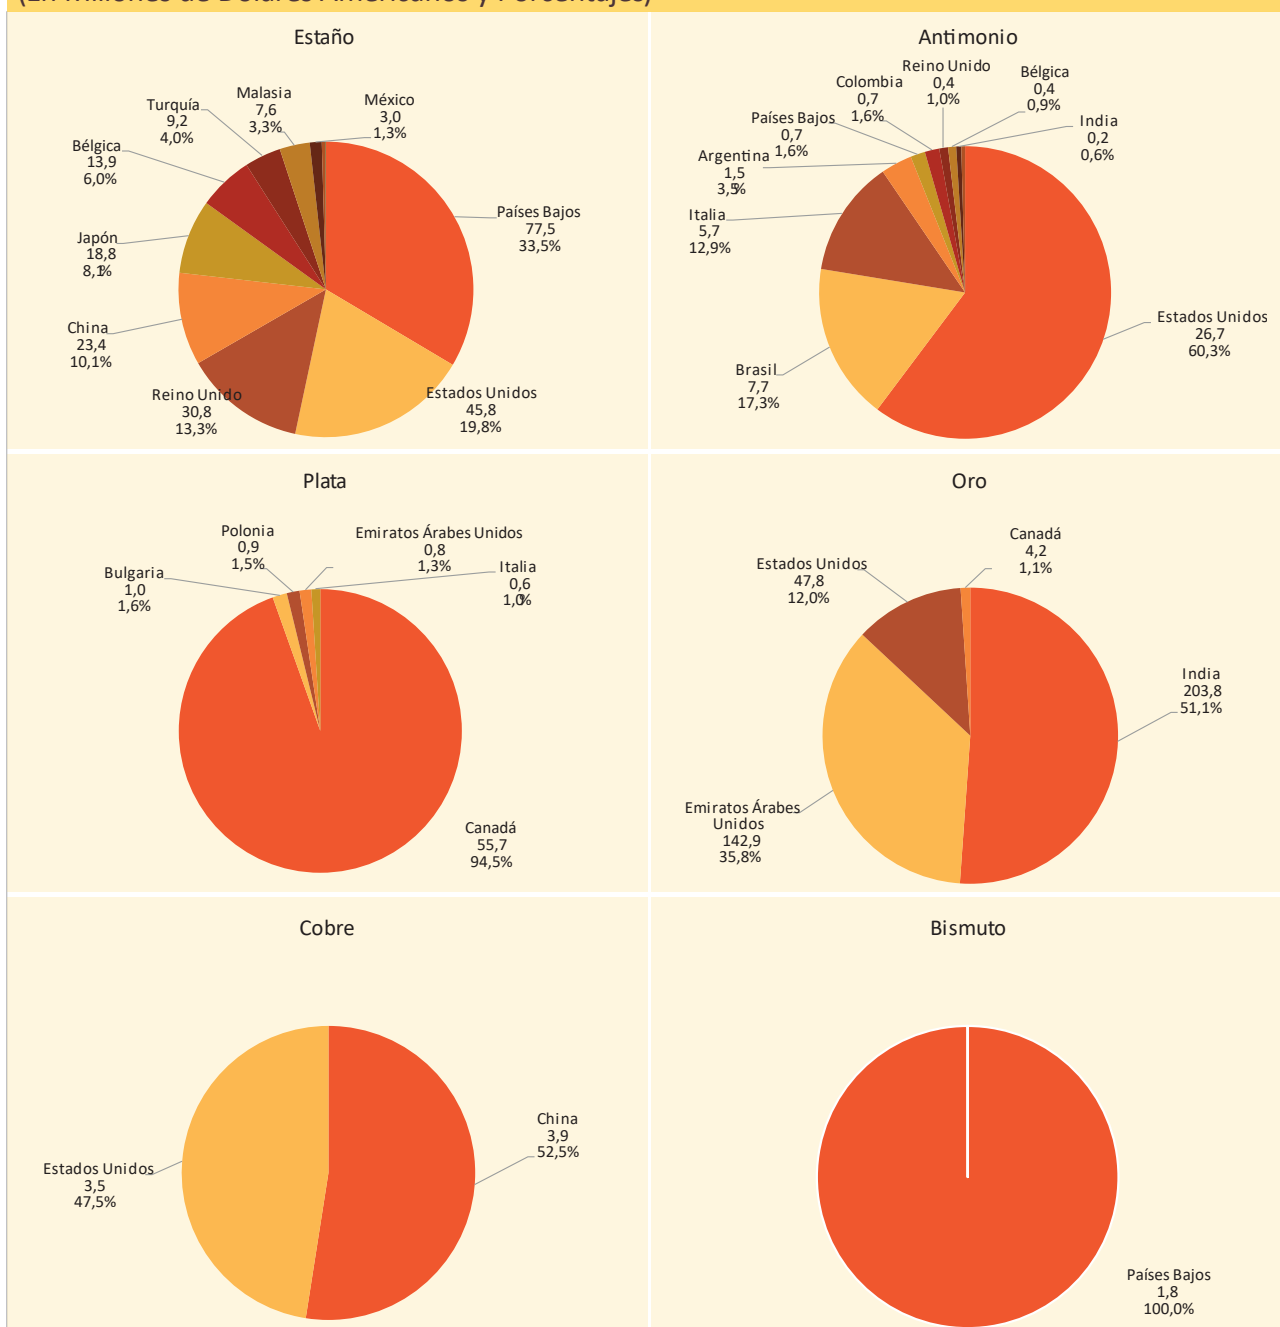 (En Millones de Dólares Americanos y Porcentajes)
Estaño
México
3,0
1,3%
Malasia
7,6
3,3%
Turquía
9,2
4,0%
Bélgica
13,9
6,0%
Japón
18,8
8,1%
China
23,4
10,1%
Reino Unido
30,8
13,3%
Estados Unidos
45,8
19,8%
Países Bajos
77,5
33,5%
Antimonio
Reino Unido
0,4
1,0%
Bélgica
0,4
0,9%
India
0,2
0,6%
Colombia
0,7
1,6%
Países Bajos
0,7
1,6%
Argentina
1,5
3,5%
Italia
5,7
12,9%
Brasil
7,7
17,3%
Estados Unidos
26,7
60,3%
Plata
Polonia
0,9
1,5%
Emiratos Árabes Unidos
0,8
1,3%
Italia
0,6
1,0%
Bulgaria
1,0
1,6%
Canadá
55,7
94,5%
Oro
Canadá
4,2
1,1%
Estados Unidos
47,8
12,0%
India
203,8
51,1%
Emiratos Árabes
Unidos
142,9
35,8%
Cobre
China
3,9
52,5%
Estados Unidos
3,5
47,5%
Bismuto
Países Bajos
1,8
100,0%